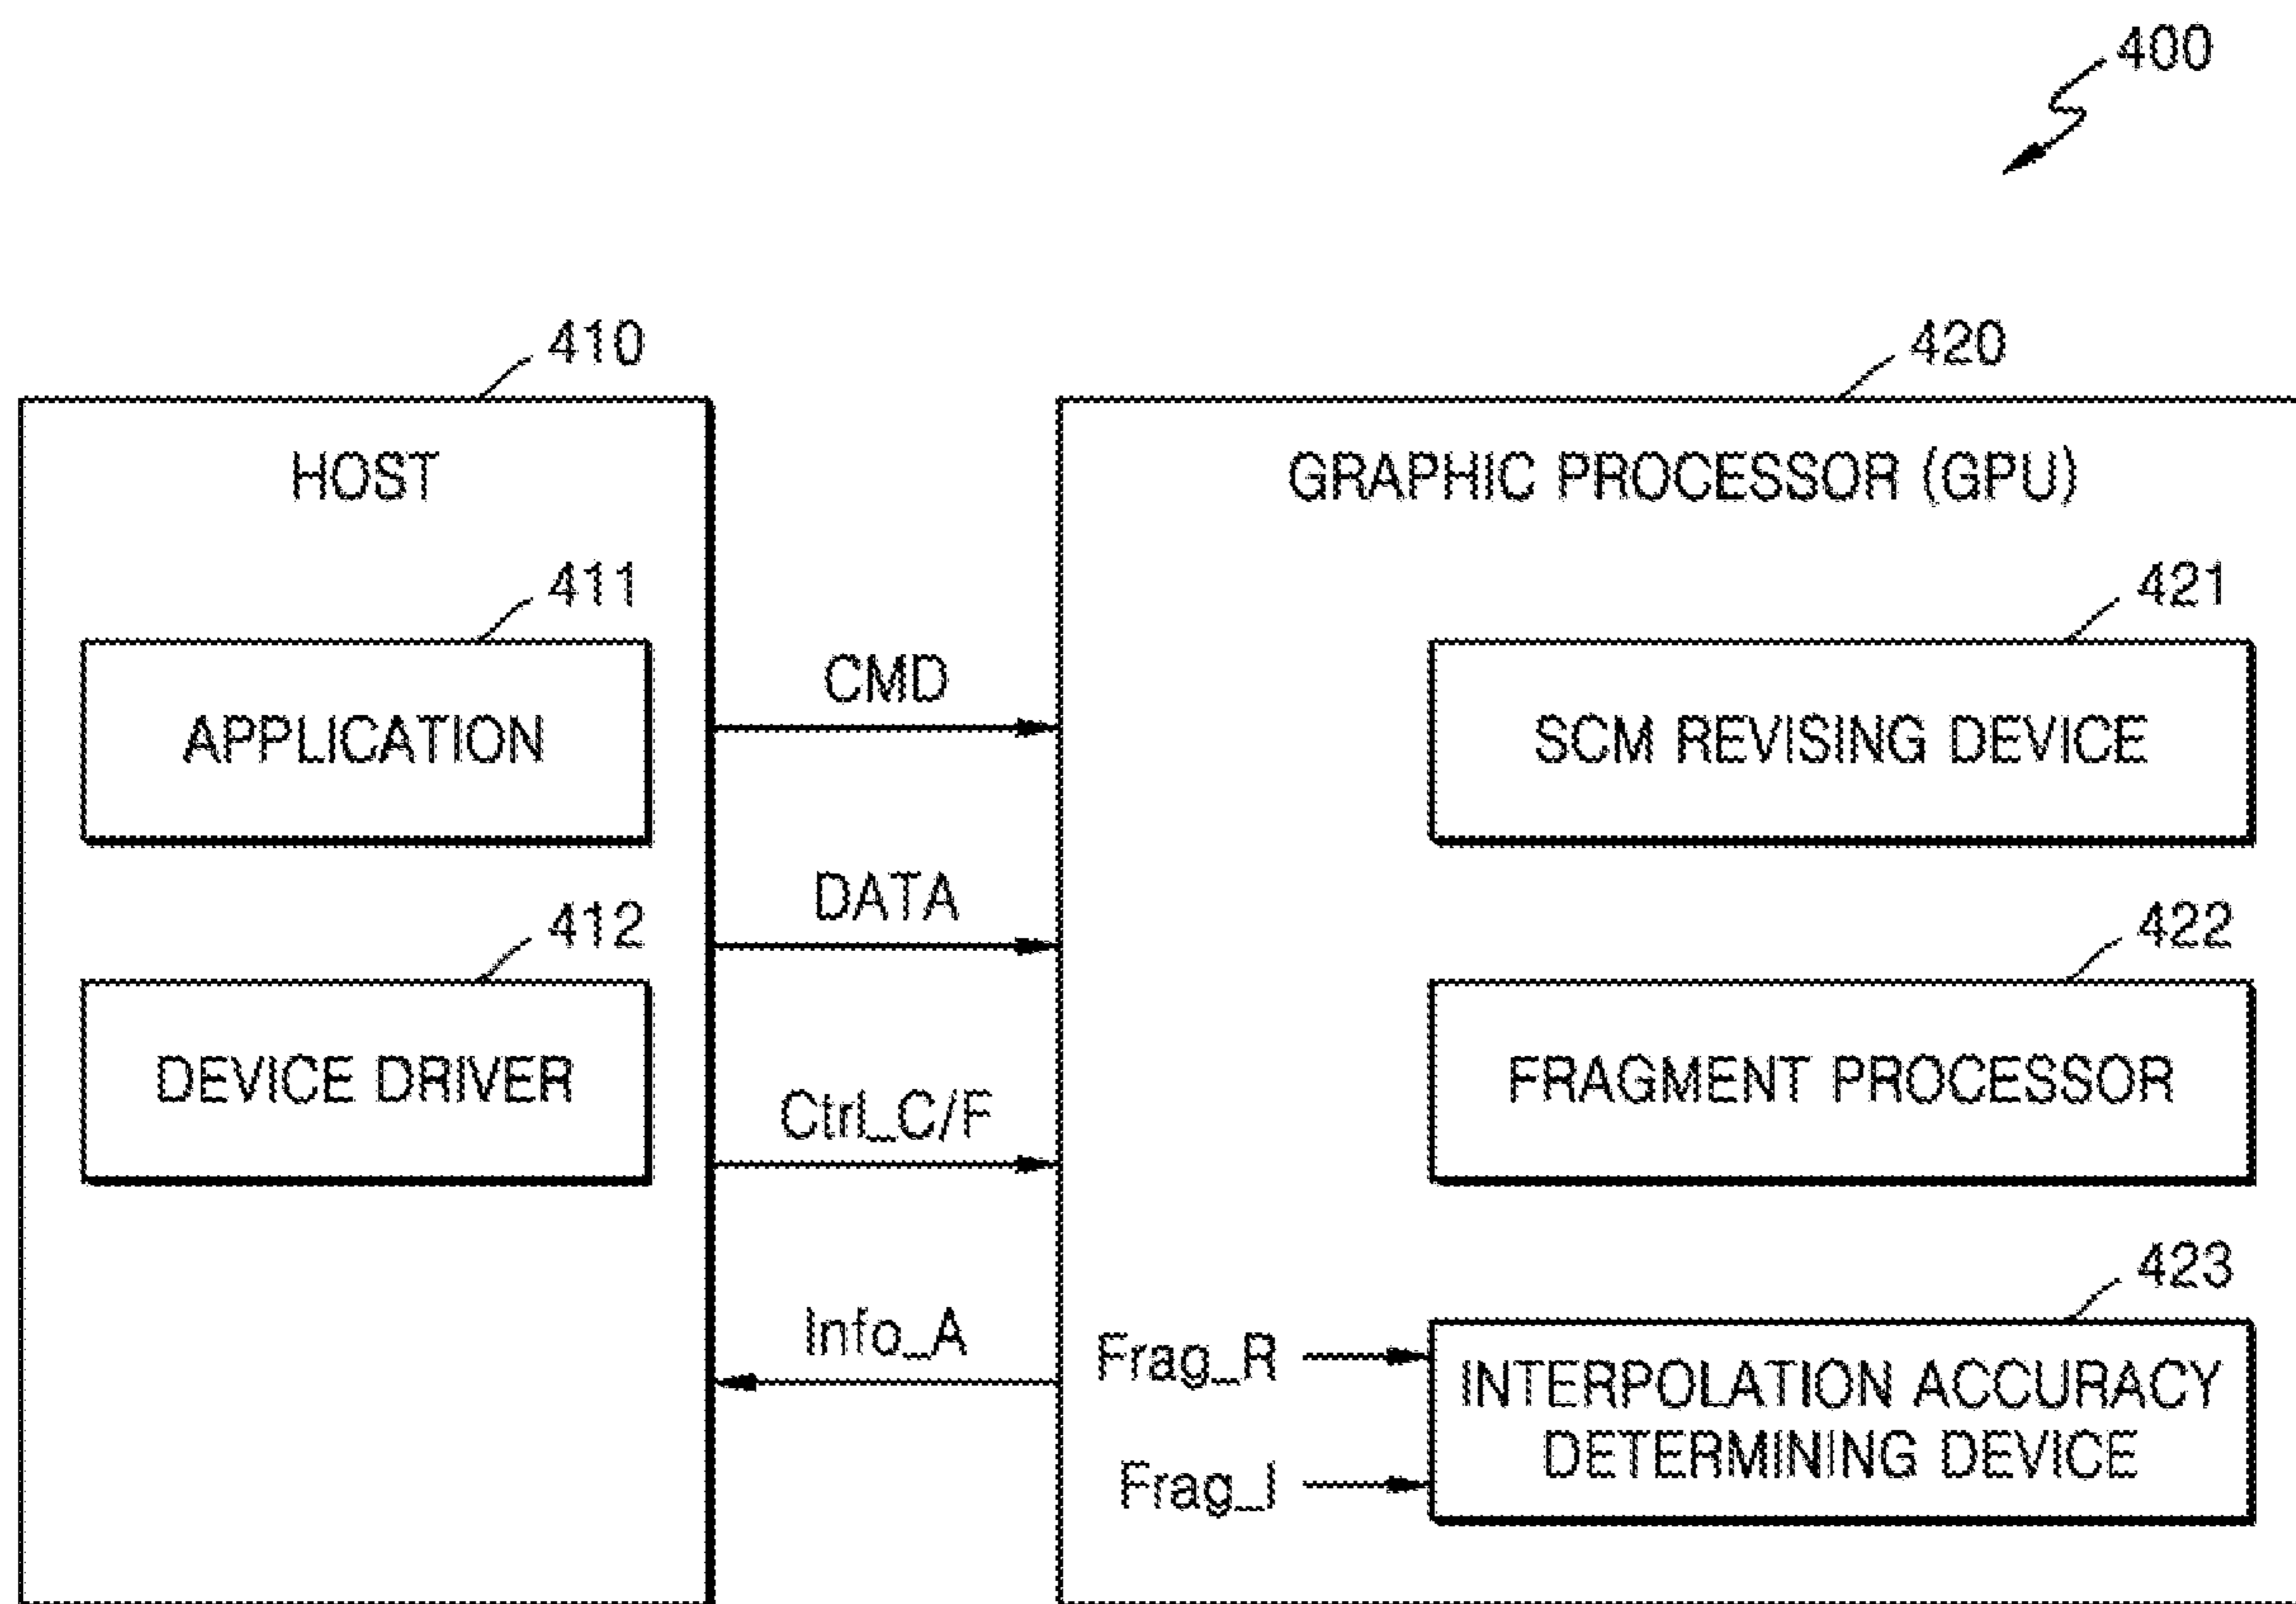 400
410
420
HOST
GRAPHIC PROCESSOR (GPU)
411
421
APPLICATION
CMD
SCM REVISING DEVICE
412
DATA
422
DEVICE DRIVER
Ctrl_C/F
FRAGMENT PROCESSOR
423
Info_A
Frag_R
INTERPOLATION ACCURACY
DETERMINING DEVICE
Frag_I